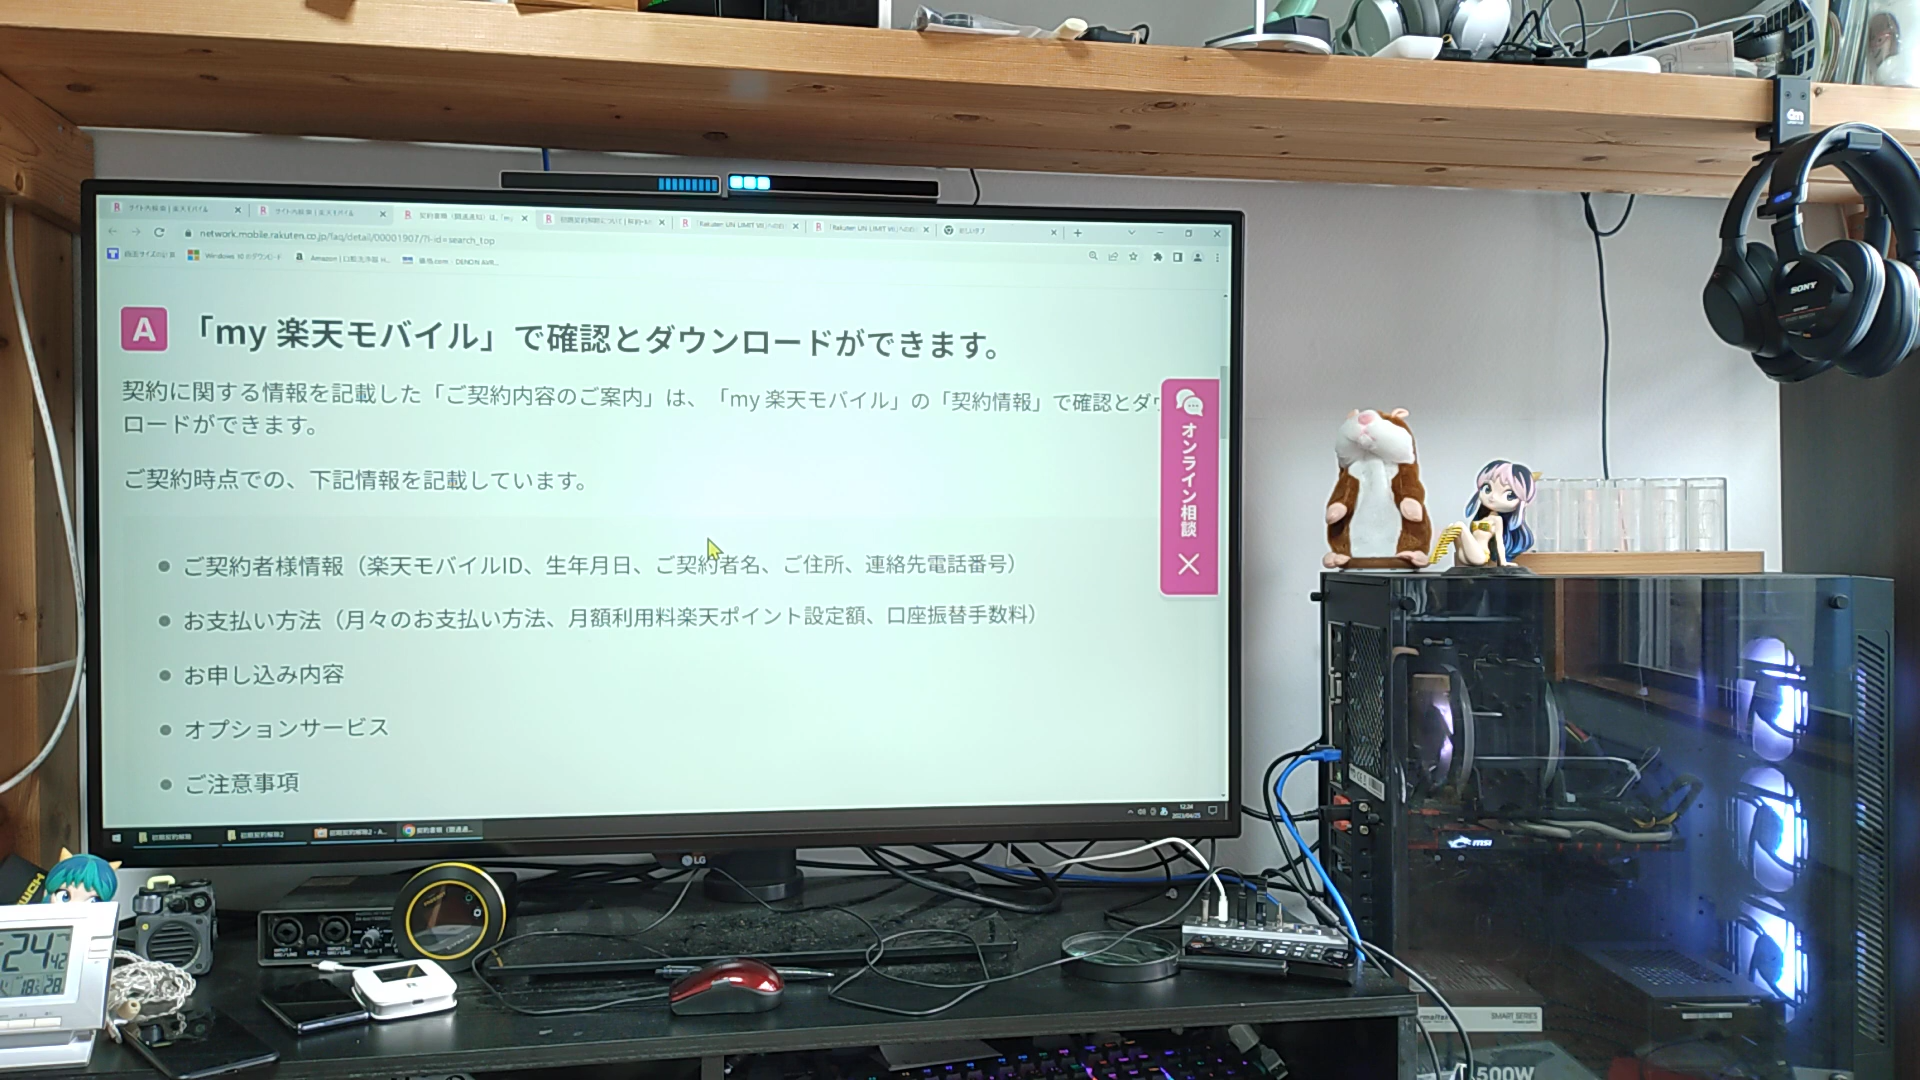 network.mobile.rakuten.co.jp/faq/detail/00001907/?l-id=search_top
A 「my 楽天モバイル」で確認とダウンロードができます。
契約に関する情報を記載した「ご契約内容のご案内」は、「my 楽天モバイル」の「契約情報」で確認とダウ
ロードができます。
ご契約時点での、下記情報を記載しています。
ご契約者様情報（楽天モバイルID、生年月日、ご契約者名、ご住所、連絡先電話番号）
お支払い方法（月々のお支払い方法、月額利用料楽天ポイント設定額、口座振替手数料）
お申し込み内容
オプションサービス
ご注意事項
オンライン相談
12:24
2023/04/25
LG
SONY
msi
SMART SERIES
500W